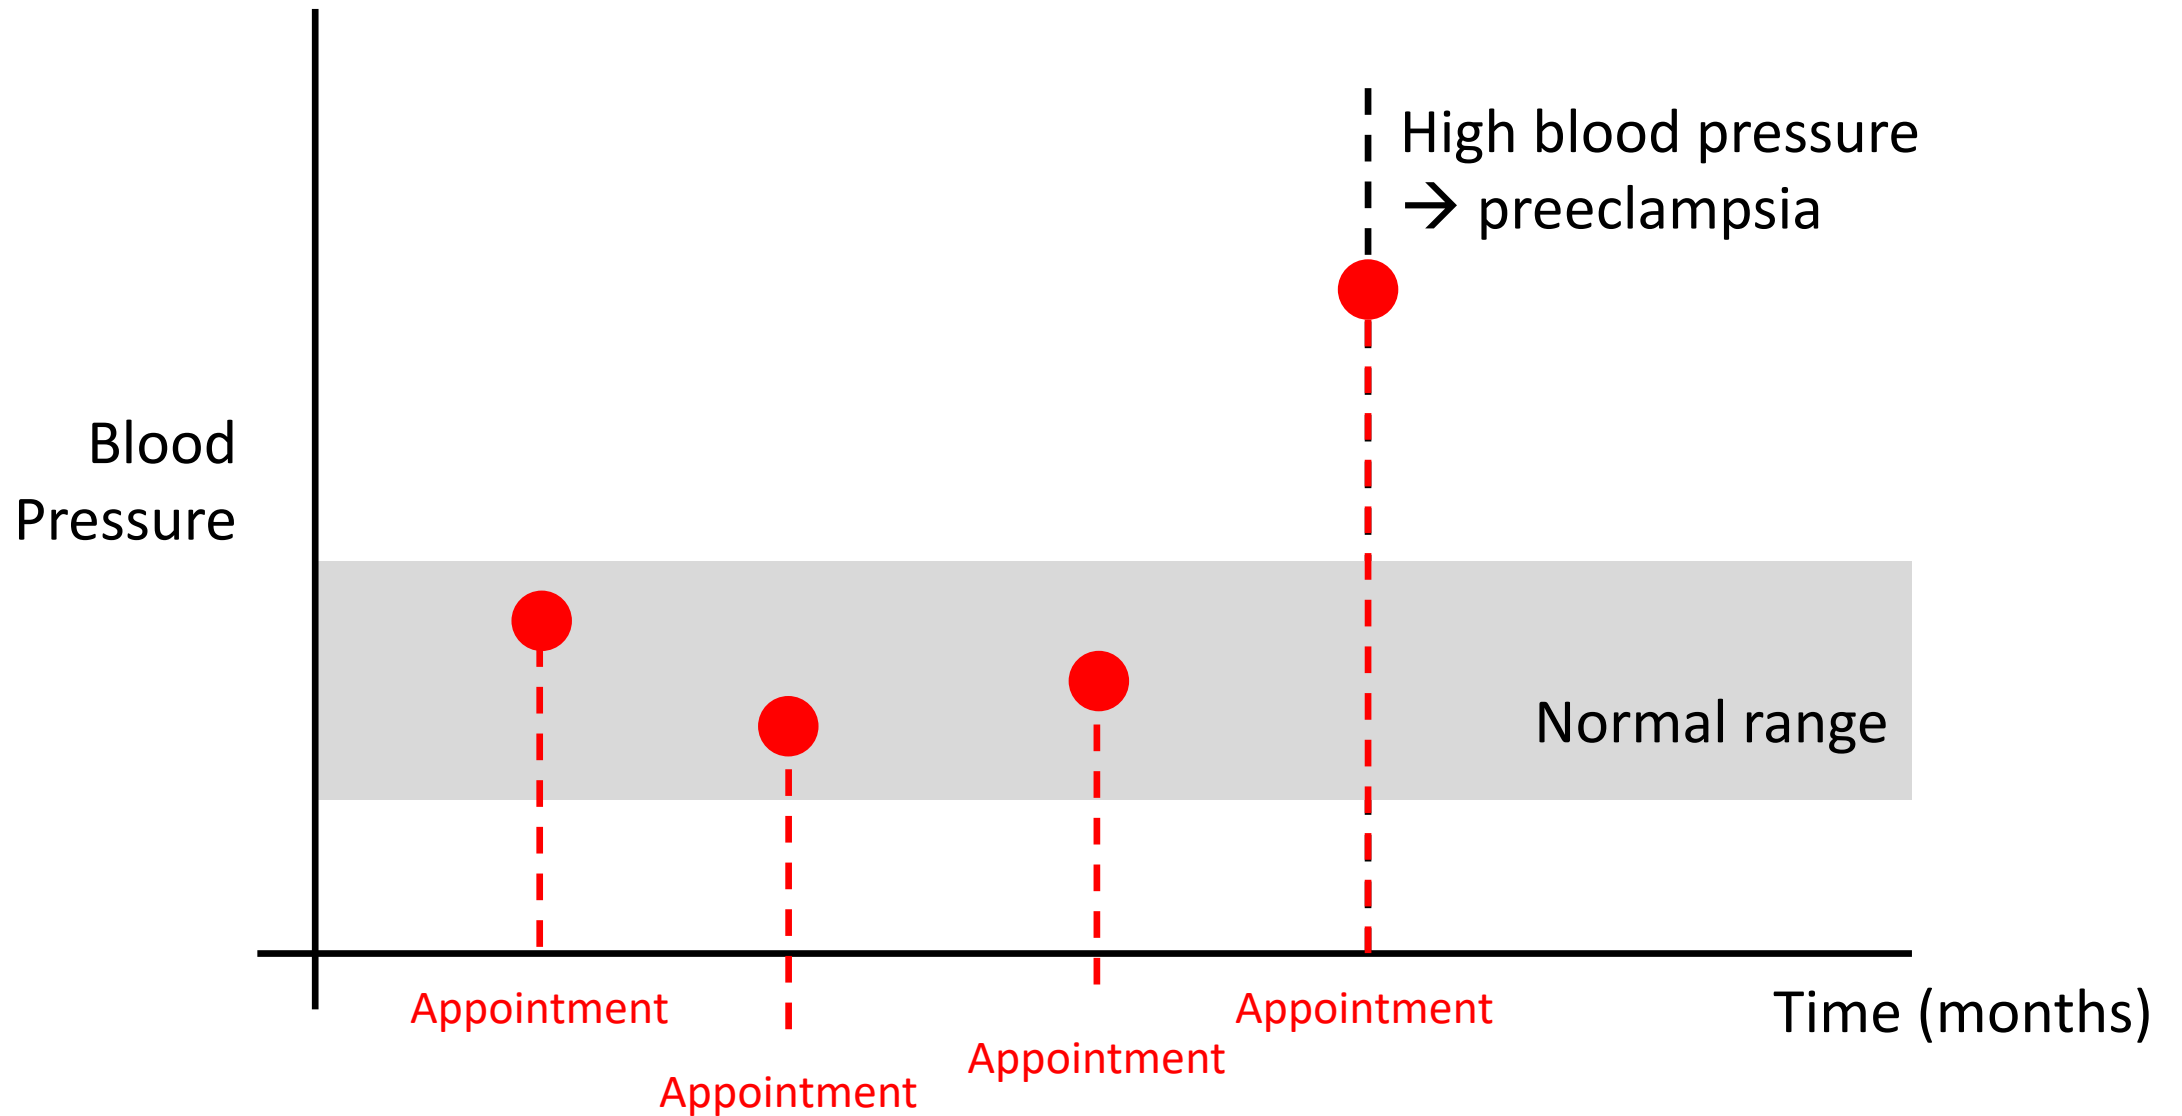 High blood pressure
→ preeclampsia
Blood
Pressure
Normal range
Appointment
Appointment
Appointment
Appointment
Time (months)